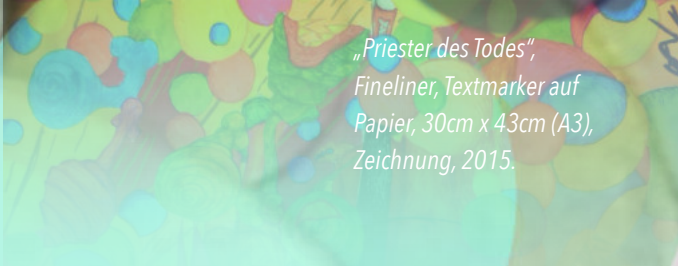 „Priester des Todes“,
Fineliner, Textmarker auf
Papier, 30cm x 43cm (A3),
Zeichnung, 2015.